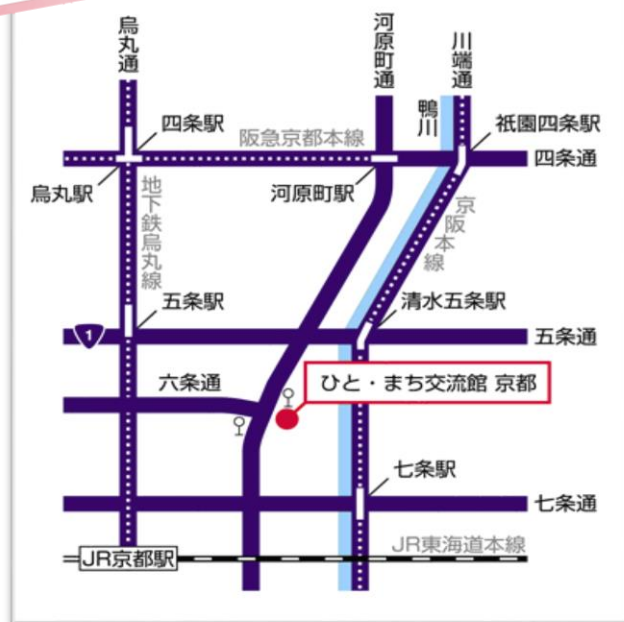 烏丸通
河原町通
川端通
鴨川
四条駅
阪急京都本線
祇園四条駅
四条通
烏丸駅
河原町駅
地下鉄烏丸線
京阪本線
五条駅
清水五条駅
1
五条通
六条通
ひと・まち交流館 京都
七条駅
七条通
JR東海道本線
JR京都駅